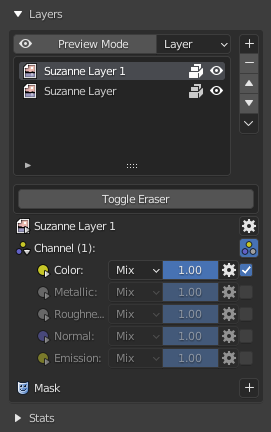 Layers
Preview Mode Layer
Suzanne Layer 1
Suzanne Layer
Toggle Eraser
Suzanne Layer 1
Channel (1):
Color: Mix 1.00
Metallic: Mix 1.00
Roughne... Mix 1.00
Normal: Mix 1.00
Emission: Mix 1.00
Mask
Stats